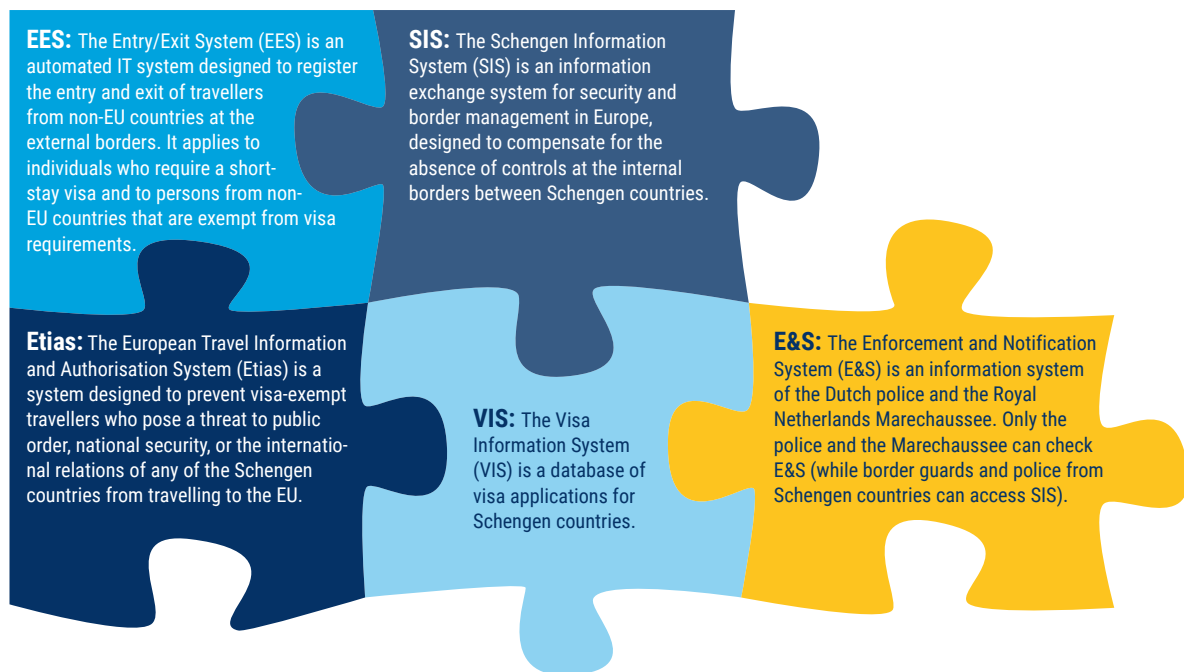 EES: The Entry/Exit System (EES) is an
automated IT system designed to register
the entry and exit of travellers
from non-EU countries at the
external borders. It applies to
individuals who require a short-
stay visa and to persons from non-
EU countries that are exempt from visa
requirements.
SIS: The Schengen Information
System (SIS) is an information
exchange system for security and
border management in Europe,
designed to compensate for the
absence of controls at the internal
borders between Schengen countries.
Etias: The European Travel Information
and Authorisation System (Etias) is a
system designed to prevent visa-exempt
travellers who pose a threat to public
order, national security, or the internatio-
nal relations of any of the Schengen
countries from travelling to the EU.
VIS: The Visa
Information System
(VIS) is a database of
visa applications for
Schengen countries.
E&S: The Enforcement and Notification
System (E&S) is an information system
of the Dutch police and the Royal
Netherlands Marechaussee. Only the
police and the Marechaussee can check
E&S (while border guards and police from
Schengen countries can access SIS).